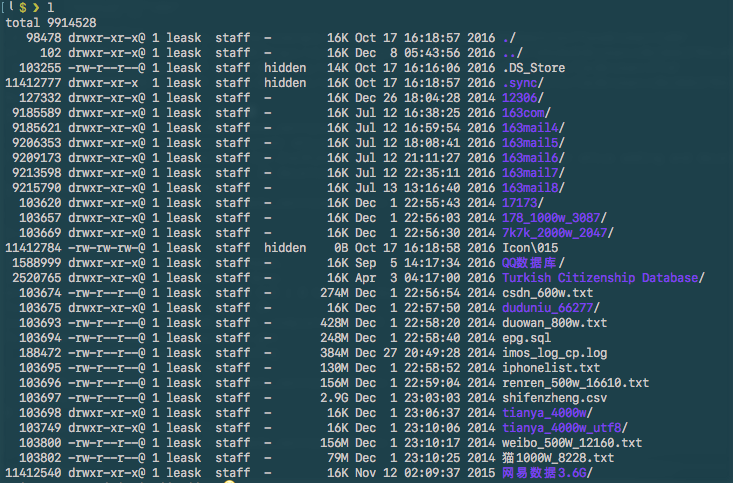 $ ❯ l
total 9914528
98478 drwxr-xr-x@ 1 leask staff - 16K Oct 17 16:18:57 2016 ./
102 drwxr-xr-x@ 1 leask staff - 16K Dec 8 05:43:56 2016 ../
103255 -rw-r--r--@ 1 leask staff hidden 14K Oct 17 16:16:06 2016 .DS_Store
11412777 drwxr-xr-x 1 leask staff hidden 16K Oct 17 16:18:57 2016 .sync/
127332 drwxr-xr-x@ 1 leask staff - 16K Dec 26 18:04:28 2014 12306/
9185589 drwxr-xr-x@ 1 leask staff - 16K Jul 12 16:38:25 2016 163com/
9185621 drwxr-xr-x@ 1 leask staff - 16K Jul 12 16:59:54 2016 163mail4/
9206353 drwxr-xr-x@ 1 leask staff - 16K Jul 12 18:08:41 2016 163mail5/
9209173 drwxr-xr-x@ 1 leask staff - 16K Jul 12 21:11:27 2016 163mail6/
9213598 drwxr-xr-x@ 1 leask staff - 16K Jul 12 22:35:11 2016 163mail7/
9215790 drwxr-xr-x@ 1 leask staff - 16K Jul 13 13:16:40 2016 163mail8/
103620 drwxr-xr-x@ 1 leask staff - 16K Dec 1 22:55:43 2014 17173/
103657 drwxr-xr-x@ 1 leask staff - 16K Dec 1 22:56:03 2014 178_1000w_3087/
103669 drwxr-xr-x@ 1 leask staff - 16K Dec 1 22:56:30 2014 7k7k_2000w_2047/
11412784 -rw-rw-rw-@ 1 leask staff hidden 0B Oct 17 16:18:58 2016 Icon\015
1588999 drwxr-xr-x@ 1 leask staff - 16K Sep 5 14:17:34 2016 QQ数据库/
2520765 drwxr-xr-x@ 1 leask staff - 16K Apr 3 04:17:00 2016 Turkish Citizenship Database/
103674 -rw-r--r--@ 1 leask staff - 274M Dec 1 22:56:54 2014 csdn_600w.txt
103675 drwxr-xr-x@ 1 leask staff - 16K Dec 1 22:57:50 2014 duduniu_66277/
103693 -rw-r--r--@ 1 leask staff - 428M Dec 1 22:58:20 2014 duowan_800w.txt
103694 -rw-r--r--@ 1 leask staff - 248M Dec 1 22:58:40 2014 epg.sql
188472 -rw-r--r--@ 1 leask staff - 384M Dec 27 20:49:28 2014 imos_log_cp.log
103695 -rw-r--r--@ 1 leask staff - 130M Dec 1 22:58:52 2014 iphonelist.txt
103696 -rw-r--r--@ 1 leask staff - 156M Dec 1 22:59:04 2014 renren_500w_16610.txt
103697 -rw-r--r--@ 1 leask staff - 2.9G Dec 1 23:03:03 2014 shifenzheng.csv
103698 drwxr-xr-x@ 1 leask staff - 16K Dec 1 23:06:37 2014 tianya_4000w/
103749 drwxr-xr-x@ 1 leask staff - 16K Dec 1 23:10:06 2014 tianya_4000w_utf8/
103800 -rw-r--r--@ 1 leask staff - 156M Dec 1 23:10:17 2014 weibo_500W_12160.txt
103802 -rw-r--r--@ 1 leask staff - 79M Dec 1 23:10:25 2014 猫1000W_8228.txt
11412540 drwxr-xr-x@ 1 leask staff - 16K Nov 12 02:09:37 2015 网易数据3.6G/